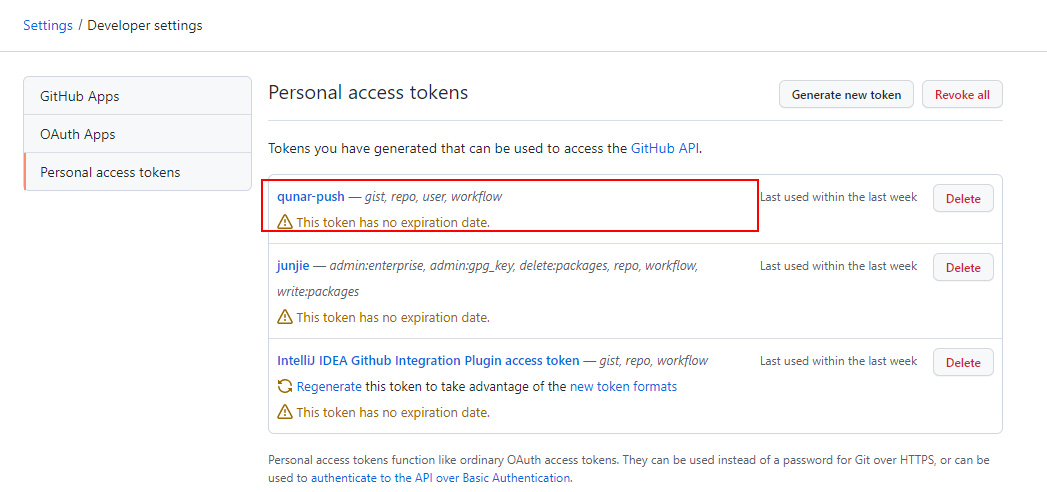 Settings / Developer settings
GitHub Apps
OAuth Apps
Personal access tokens
Personal access tokens
Generate new token
Revoke all
Tokens you have generated that can be used to access the GitHub API.
qunar-push — gist, repo, user, workflow
Last used within the last week
Delete
This token has no expiration date.
junjie — admin:enterprise, admin:gpg_key, delete:packages, repo, workflow,
write:packages
Last used within the last week
Delete
This token has no expiration date.
IntelliJ IDEA Github Integration Plugin access token — gist, repo, workflow
Last used within the last week
Delete
Regenerate this token to take advantage of the new token formats
This token has no expiration date.
Personal access tokens function like ordinary OAuth access tokens. They can be used instead of a password for Git over HTTPS, or can be
used to authenticate to the API over Basic Authentication.